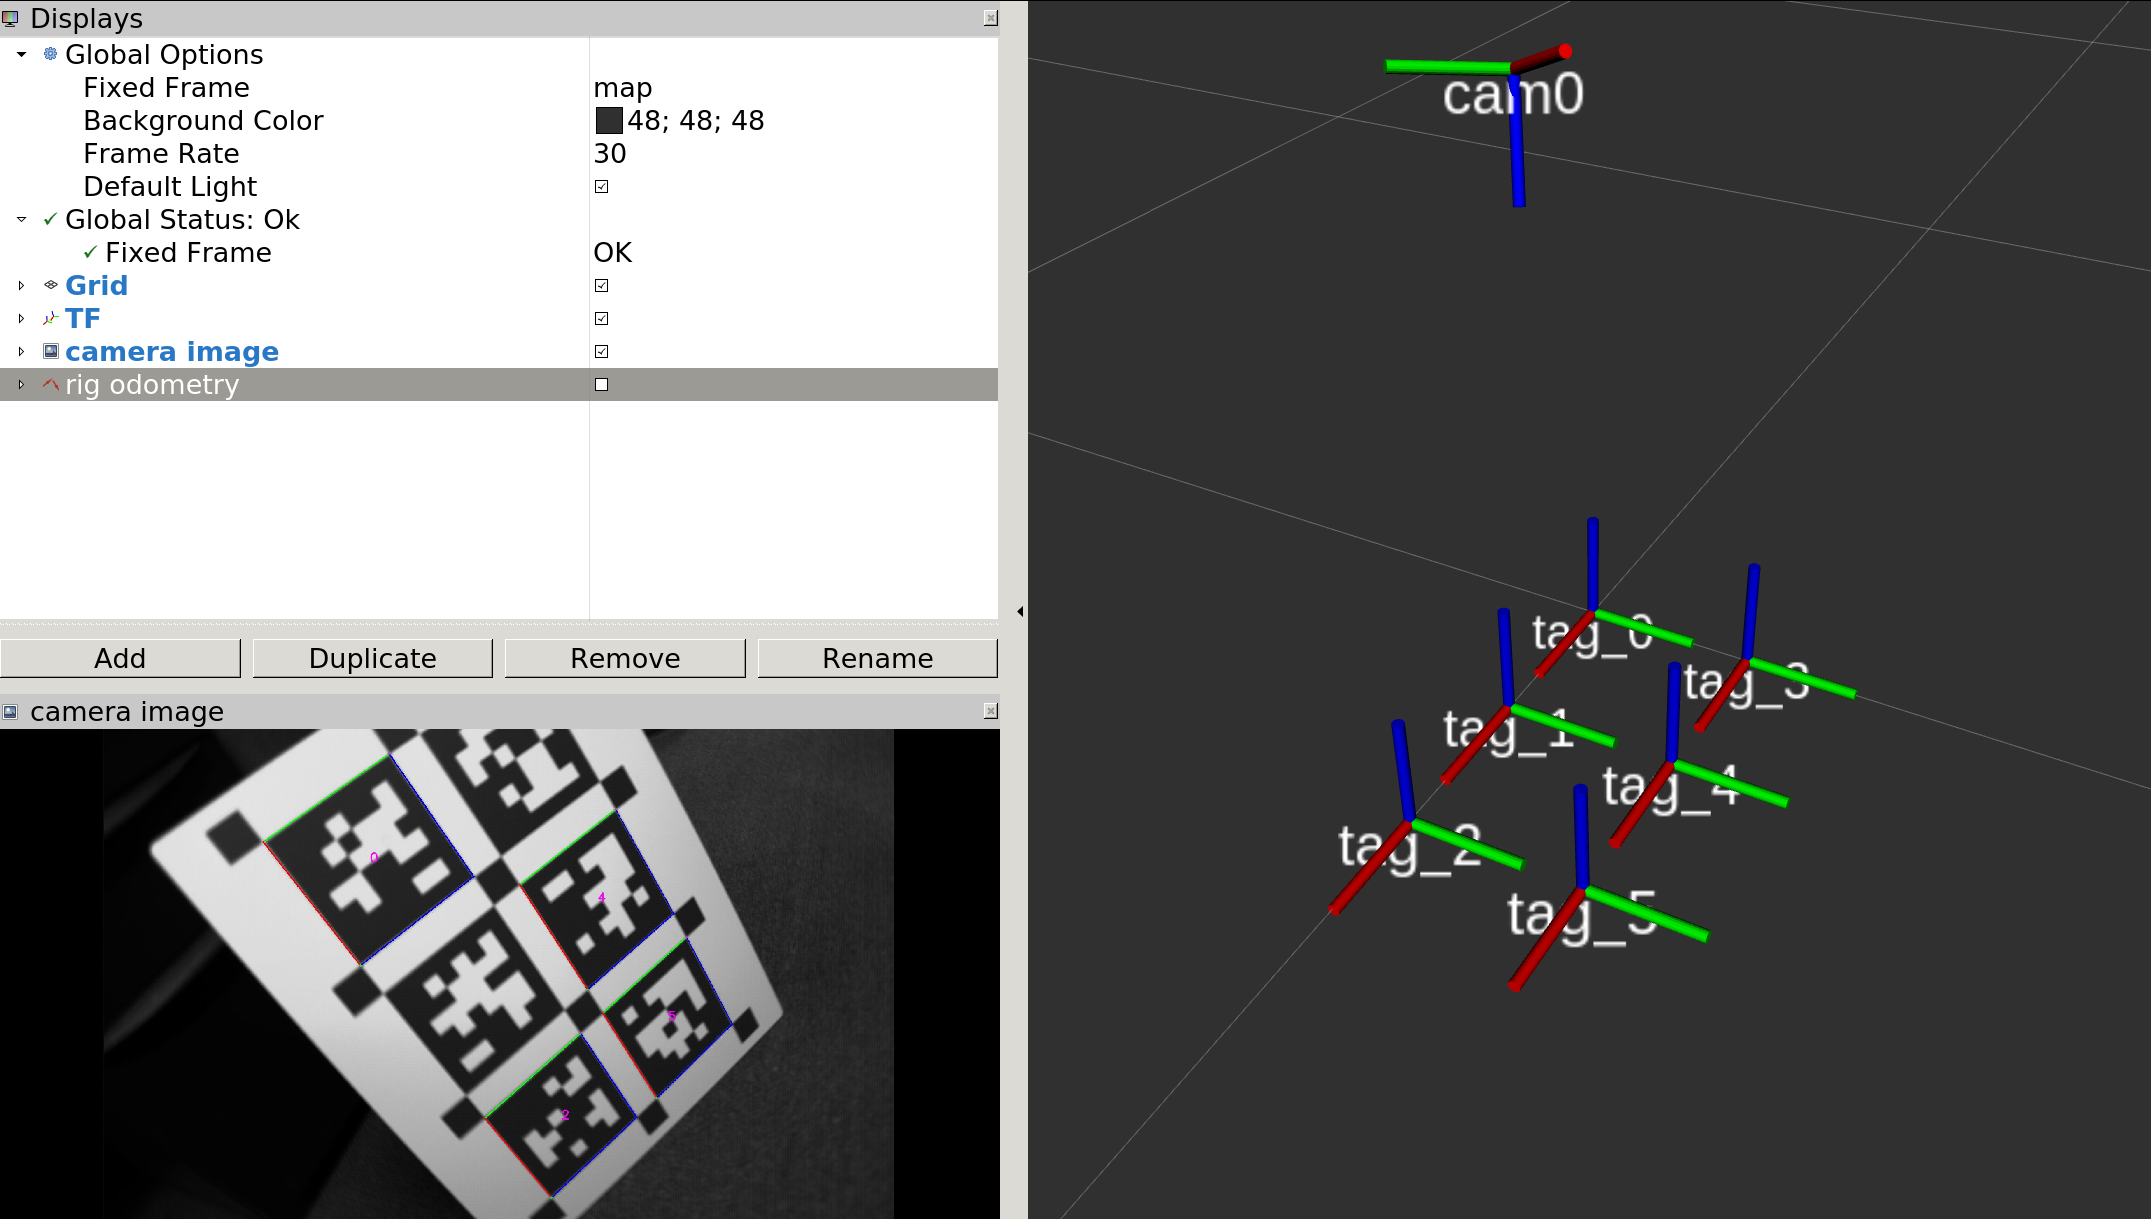 Displays
Global Options
Fixed Frame map
Background Color 48; 48; 48
Frame Rate 30
Default Light
Global Status: Ok
Fixed Frame OK
Grid
TF
camera image
rig odometry
Add Duplicate Remove Rename
camera image
0
4
5
2
cam0
tag_0
tag_3
tag_1
tag_4
tag_2
tag_5